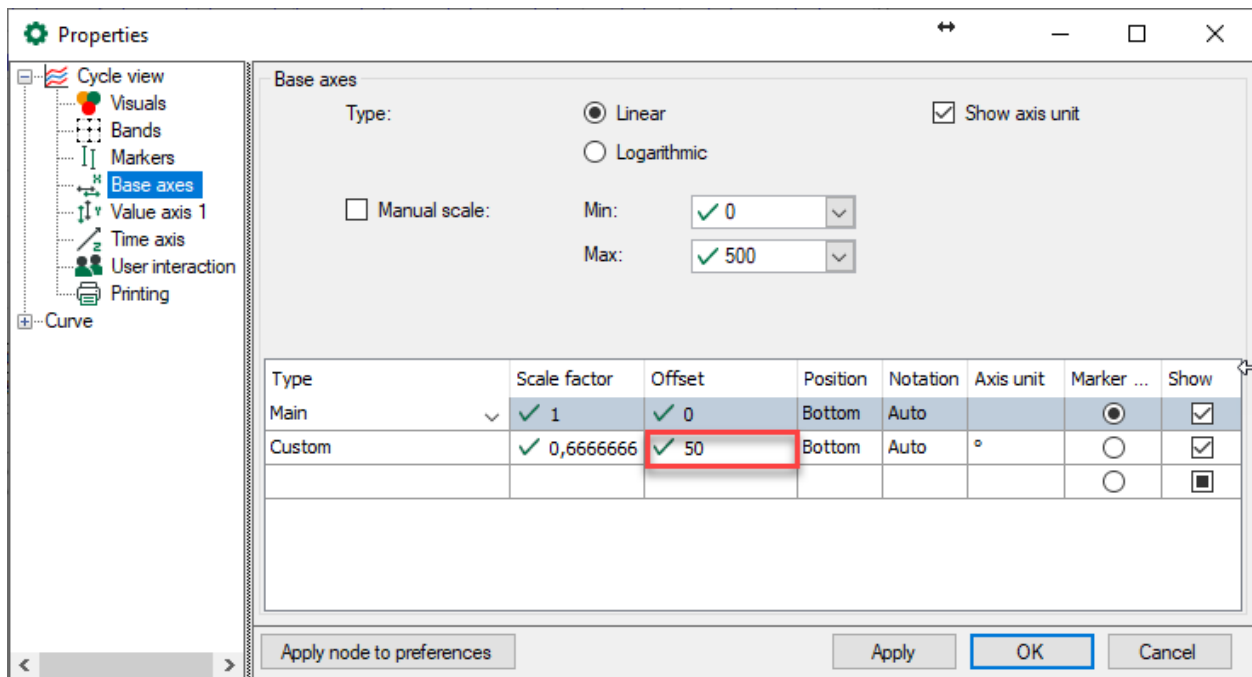 Properties
Cycle view
Visuals
Bands
Markers
Base axes
Value axis 1
Time axis
User interaction
Printing
Curve
Base axes
Type: Linear Show axis unit
Logarithmic
Manual scale: Min: 0
Max: 500
Type Scale factor Offset Position Notation Axis unit Marker ... Show
Main 1 0 Bottom Auto
Custom 0,6666666 50 Bottom Auto °
Apply node to preferences Apply OK Cancel